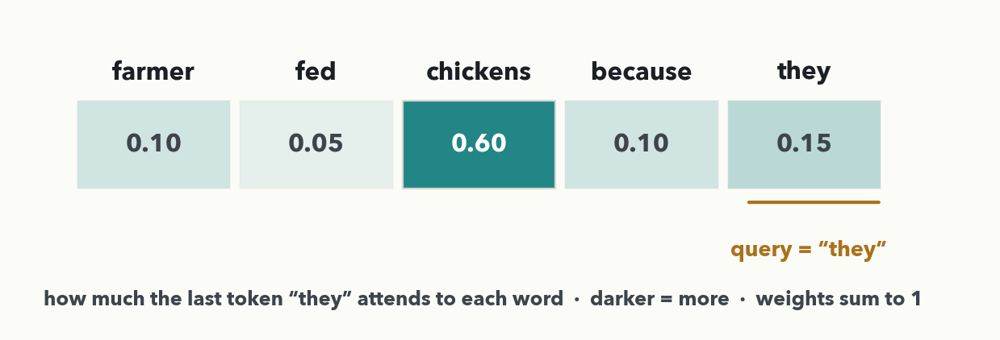 farmer fed chickens because they
0.10 0.05 0.60 0.10 0.15
query = “they”
how much the last token “they” attends to each word · darker = more · weights sum to 1